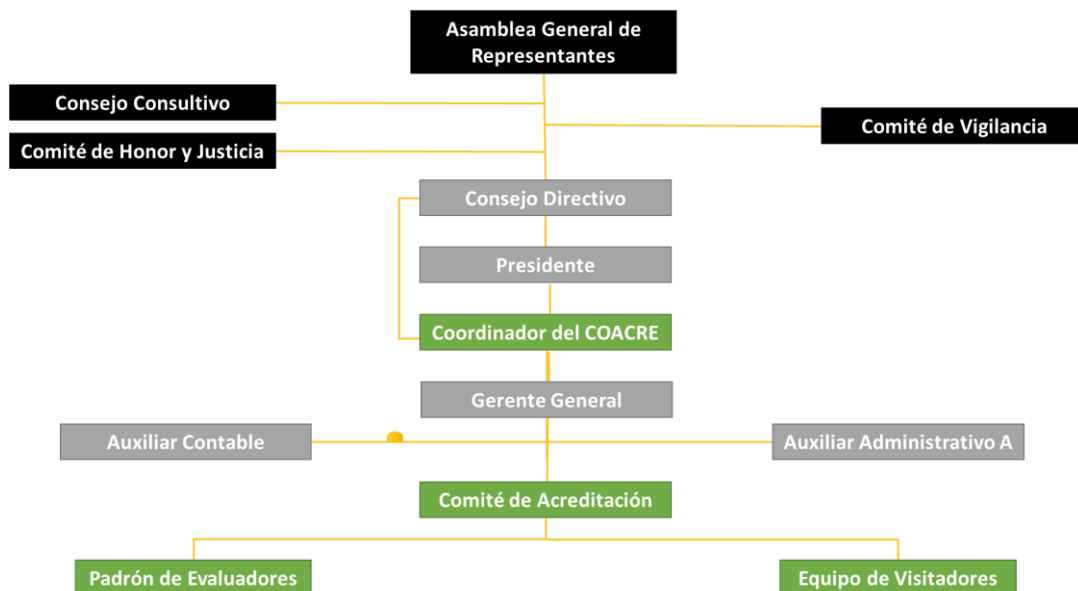 Asamblea General de
Representantes
Consejo Consultivo
Comité de Vigilancia
Comité de Honor y Justicia
Consejo Directivo
Presidente
Coordinador del COACRE
Gerente General
Auxiliar Contable
Auxiliar Administrativo A
Comité de Acreditación
Padrón de Evaluadores
Equipo de Visitadores